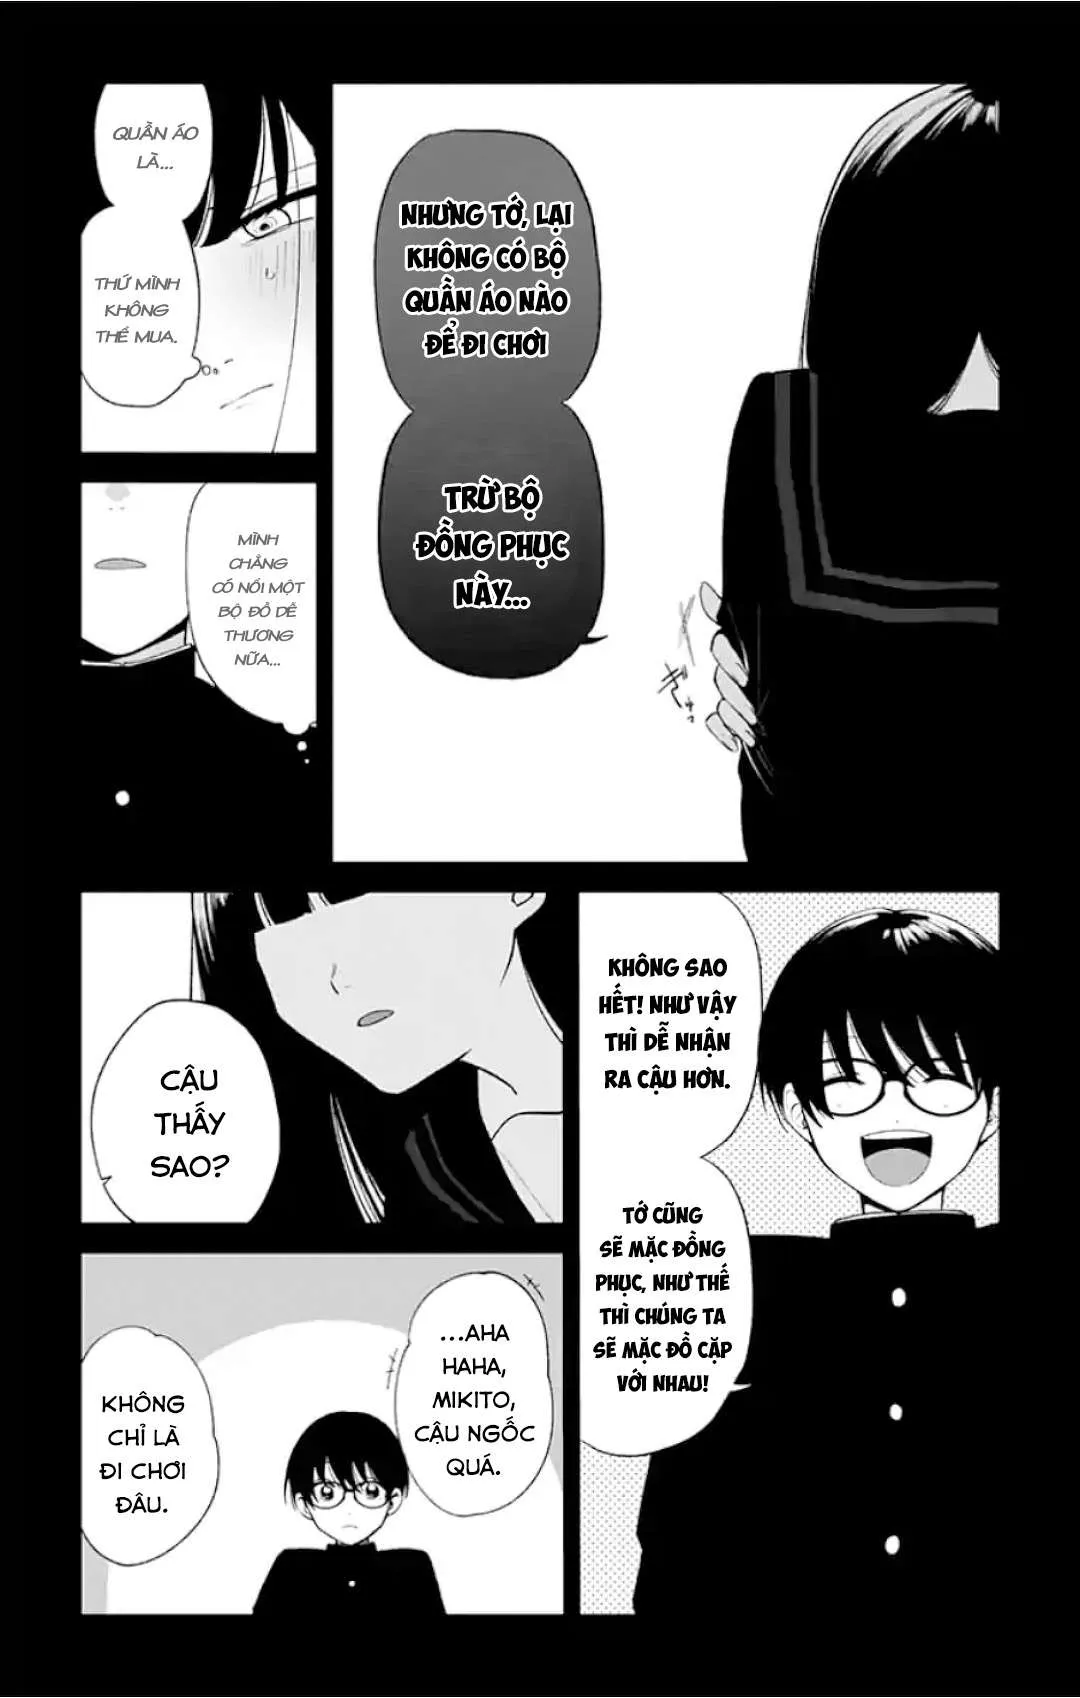 NHƯNG TỚ, LẠI
KHÔNG CÓ BỘ
QUẦN ÁO NÀO
ĐỂ ĐI CHƠI
TRỪ BỘ
ĐỒNG PHỤC
NÀY...
ぎゅっ
QUẦN ÁO
LÀ...
THỨ MÌNH
KHÔNG
THỂ MUA.
MÌNH
CHẲNG
CÓ NỔI MỘT
BỘ ĐỒ DỄ
THƯƠNG
NỮA...
KHÔNG SAO
HẾT! NHƯ VẬY
THÌ DỄ NHẬN
RA CẬU HƠN.
TỚ CŨNG
SẼ MẶC ĐỒNG
PHỤC, NHƯ THẾ
THÌ CHÚNG TA
SẼ MẶC ĐỒ CẶP
VỚI NHAU!
CẬU
THẤY
SAO?
...AHA
HAHA,
MIKITO,
CẬU NGỐC
QUÁ.
KHÔNG
CHỈ LÀ
ĐI CHƠI
ĐÂU.